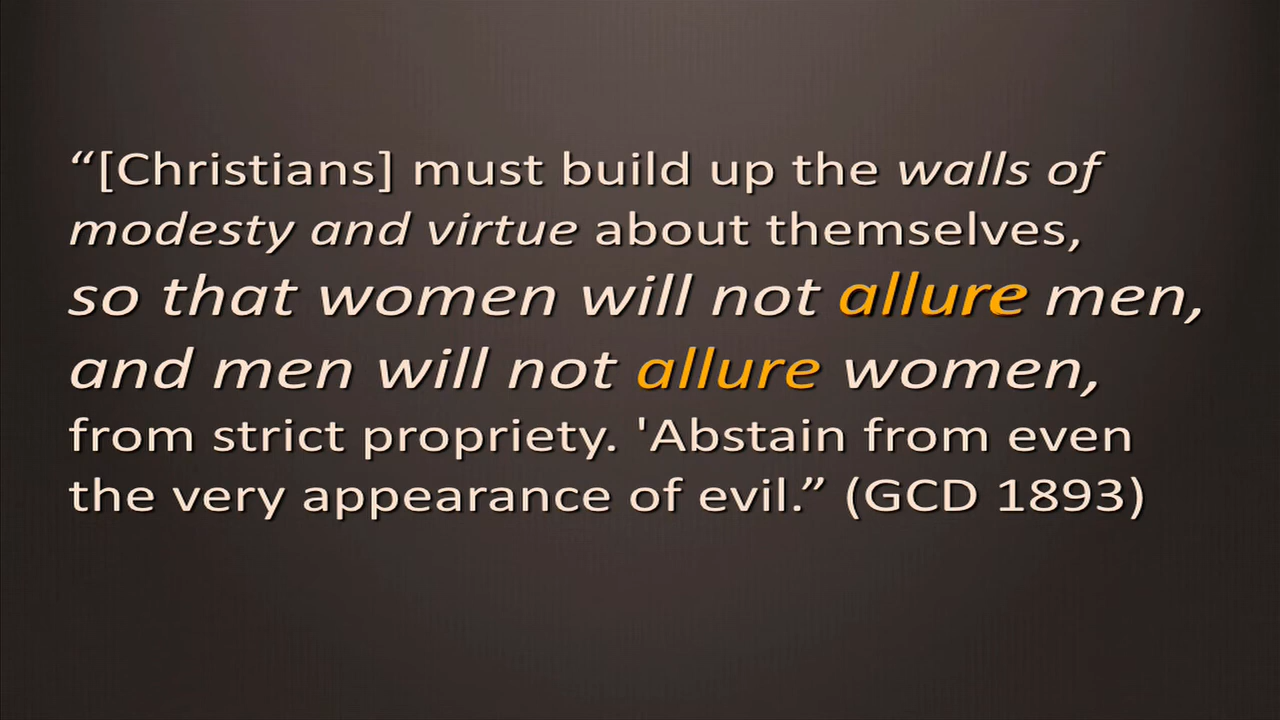 “[Christians] must build up the walls of
modesty and virtue about themselves,
so that women will not allure men,
and men will not allure women,
from strict propriety. 'Abstain from even
the very appearance of evil.” (GCD 1893)